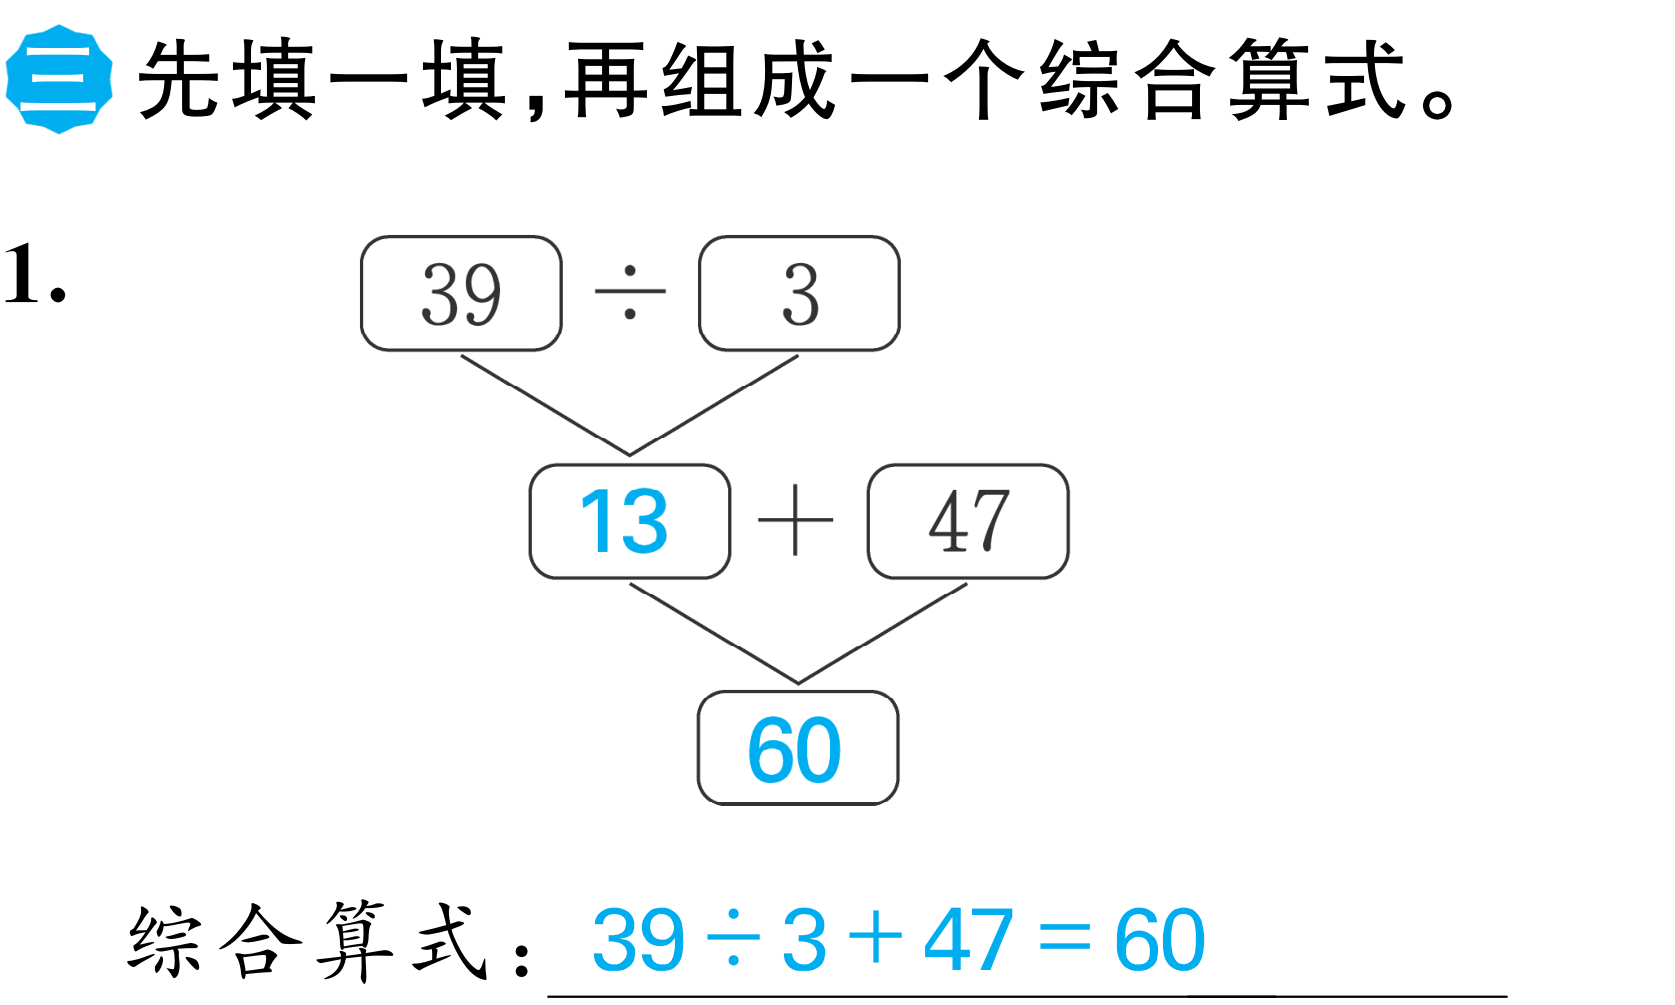 三 先填一填,再组成一个综合算式。
1. 39 ÷ 3
13 + 47
60
综合算式: 39÷3+47=60